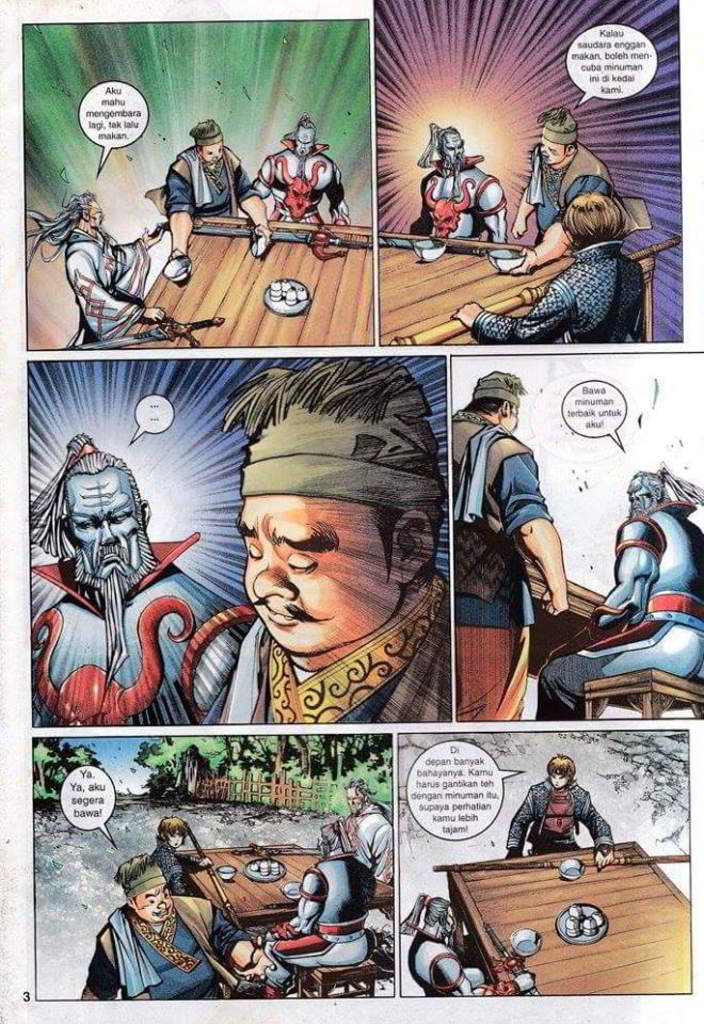 Aku
mahu
mengembara
lagi, tak lalu
makan.
Kalau
saudara enggan
makan, boleh men-
cuba minuman
ini di kedai
kami.
...
...
Bawa
minuman
terbaik untuk
aku!
Ya.
Ya, aku
segera
bawa!
Di
depan banyak
bahayanya. Kamu
harus gantikan teh
dengan minuman itu,
supaya perhatian
kamu lebih
tajam!
3